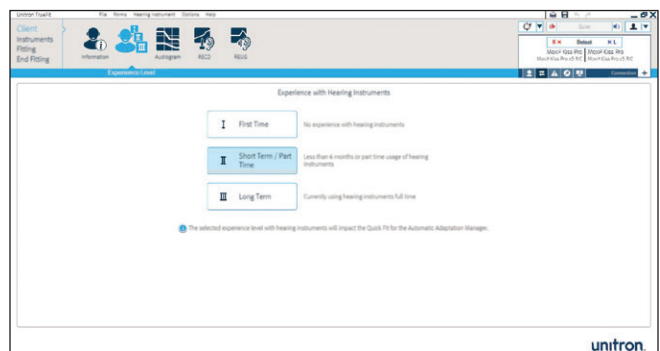 Unitron TrueFit File Forms Hearing instrument Options Help
Client
Instruments
Fitting
End Fitting
Information
Audiogram
RECD
REUG
Experience Level
Save
R
Detect
L
Connection
Experience with Hearing Instruments
I First Time No experience with hearing instruments
II Short Term / Part Time Less than 6 months or part time usage of hearing instruments
III Long Term Currently using hearing instruments full time
The selected experience level with hearing instruments will impact the Quick Fit for the Automatic Adaptation Manager.
unitron.